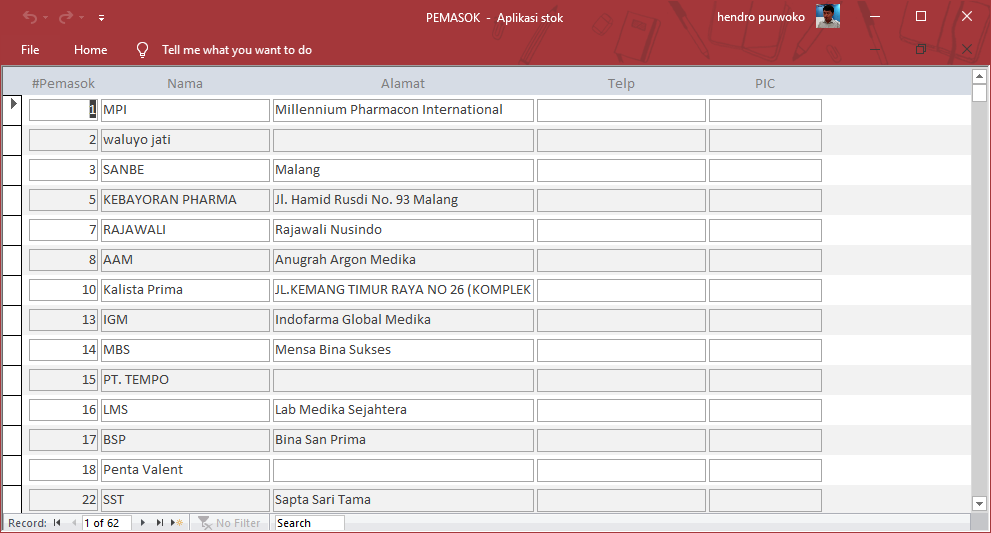 PEMASOK - Aplikasi stok
hendro purwoko
File Home Tell me what you want to do
#Pemasok Nama Alamat Telp PIC
1 MPI Millennium Pharmacon International
2 waluyo jati
3 SANBE Malang
5 KEBAYORAN PHARMA Jl. Hamid Rusdi No. 93 Malang
7 RAJAWALI Rajawali Nusindo
8 AAM Anugrah Argon Medika
10 Kalista Prima JL.KEMANG TIMUR RAYA NO 26 (KOMPLEK
13 IGM Indofarma Global Medika
14 MBS Mensa Bina Sukses
15 PT. TEMPO
16 LMS Lab Medika Sejahtera
17 BSP Bina San Prima
18 Penta Valent
22 SST Sapta Sari Tama
Record: 1 of 62 No Filter Search